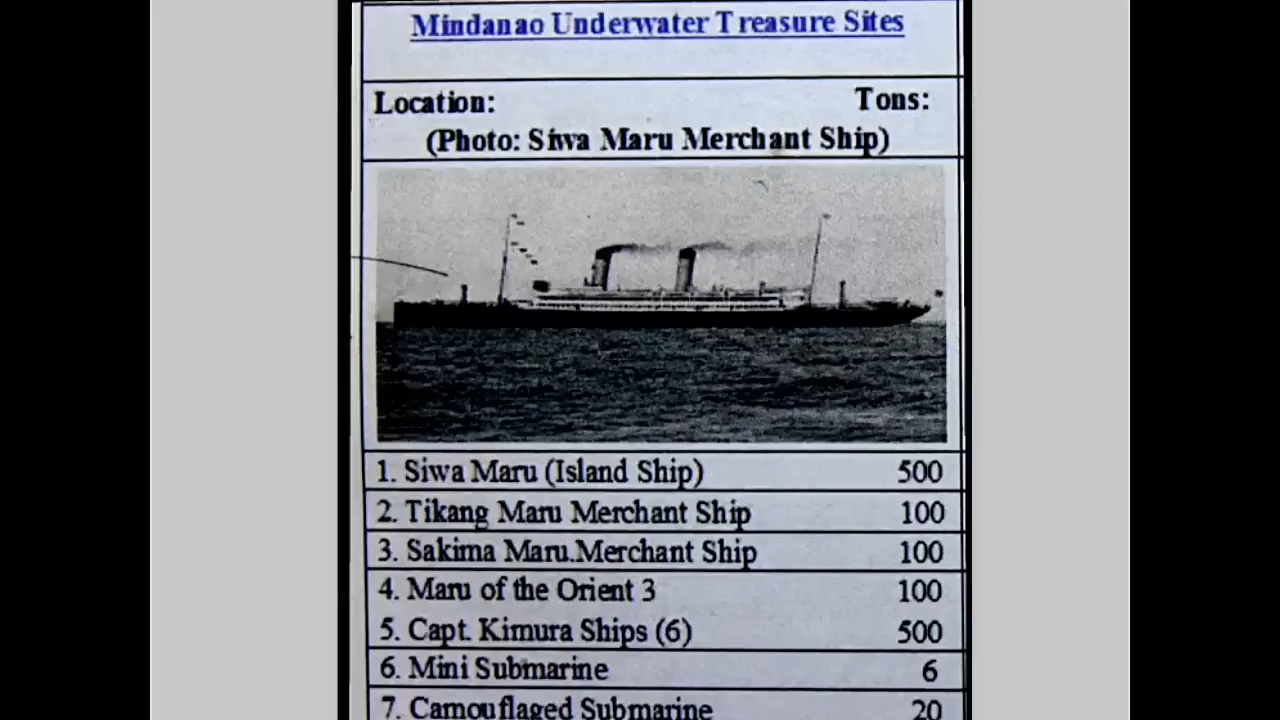 Mindanao Underwater Treasure Sites
Location: Tons:
(Photo: Siwa Maru Merchant Ship)
1. Siwa Maru (Island Ship) 500
2. Tikang Maru Merchant Ship 100
3. Sakima Maru.Merchant Ship 100
4. Maru of the Orient 3 100
5. Capt. Kimura Ships (6) 500
6. Mini Submarine 6
7. Camouflaged Submarine 20